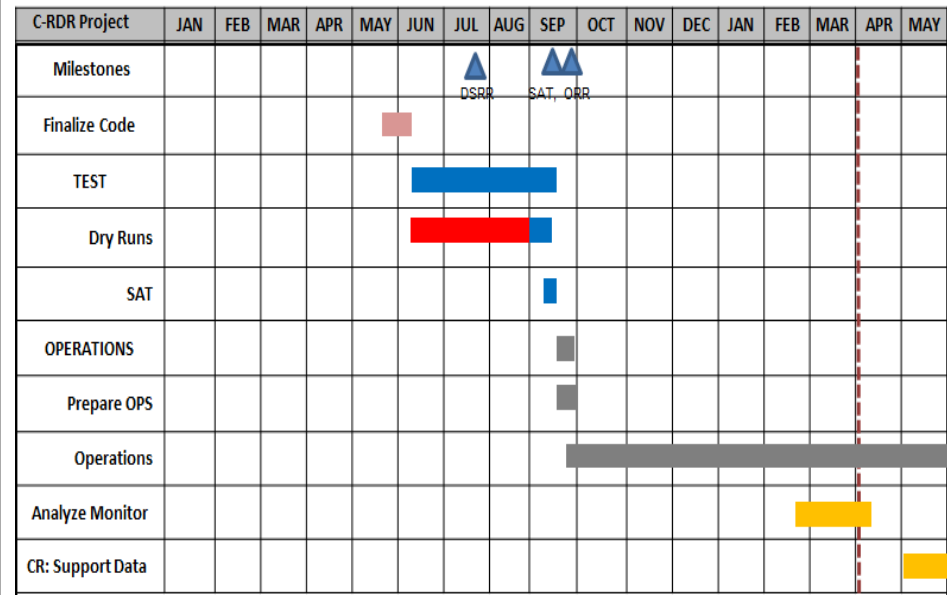 C-RDR Project JAN FEB MAR APR MAY JUN JUL AUG SEP OCT NOV DEC JAN FEB MAR APR MAY
Milestones
DSRR SAT, ORR
Finalize Code
TEST
Dry Runs
SAT
OPERATIONS
Prepare OPS
Operations
Analyze Monitor
CR: Support Data